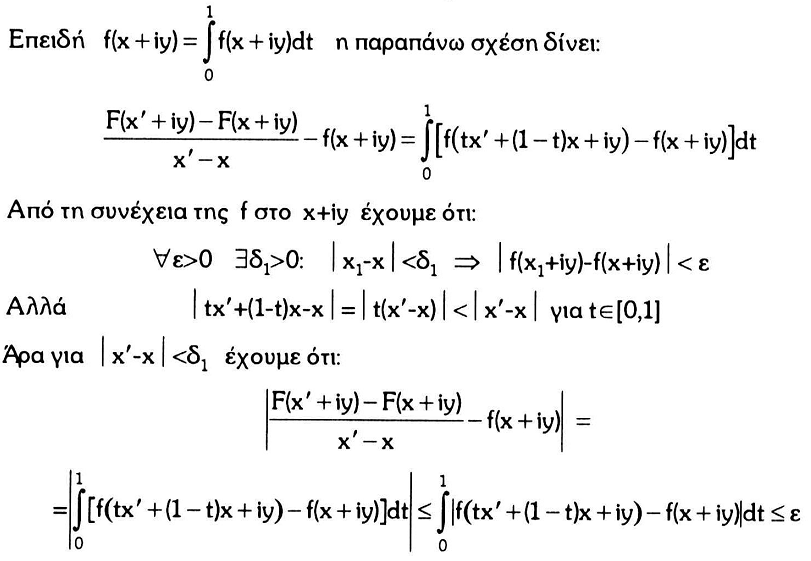 Επειδή f(x + iy) = ∫₀¹ f(x + iy)dt η παραπάνω σχέση δίνει:
(F(x′ + iy) − F(x + iy))/(x′ − x) − f(x + iy) = ∫₀¹ [f(tx′ + (1 − t)x + iy) − f(x + iy)]dt
Από τη συνέχεια της f στο x+iy έχουμε ότι:
∀ε>0 ∃δ₁>0: |x₁-x|<δ₁ ⇒ |f(x₁+iy)-f(x+iy)| < ε
Αλλά |tx′+(1-t)x-x| = |t(x′-x)| < |x′-x| για t∈[0,1]
Άρα για |x′-x|<δ₁ έχουμε ότι:
|(F(x′ + iy) − F(x + iy))/(x′ − x) − f(x + iy)| =
=|∫₀¹ [f(tx′ + (1 − t)x + iy) − f(x + iy)]dt| ≤ ∫₀¹ |f(tx′ + (1 − t)x + iy) − f(x + iy)|dt ≤ ε